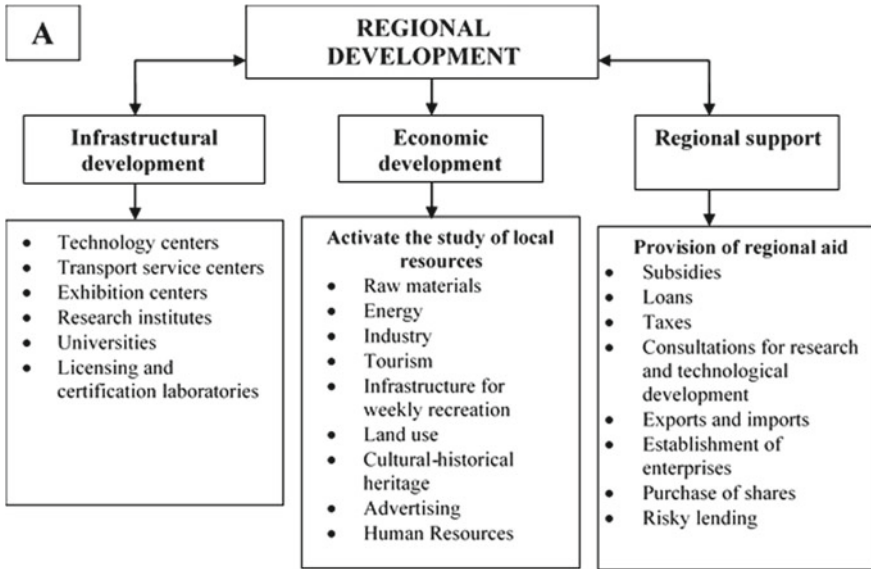 A
REGIONAL
DEVELOPMENT
Infrastructural
development
Economic
development
Regional support
• Technology centers
• Transport service centers
• Exhibition centers
• Research institutes
• Universities
• Licensing and
certification laboratories
Activate the study of local
resources
• Raw materials
• Energy
• Industry
• Tourism
• Infrastructure for
weekly recreation
• Land use
• Cultural-historical
heritage
• Advertising
• Human Resources
Provision of regional aid
• Subsidies
• Loans
• Taxes
• Consultations for research
and technological
development
• Exports and imports
• Establishment of
enterprises
• Purchase of shares
• Risky lending